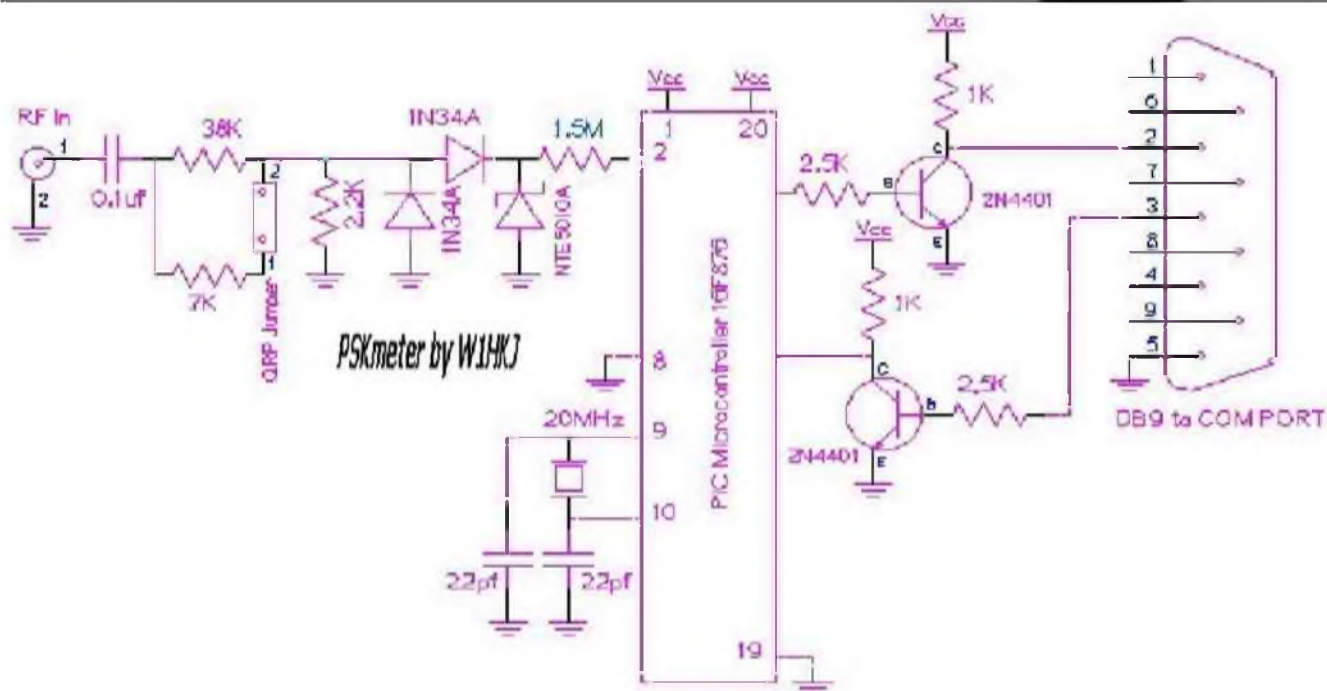 RF In
1
2
0.1uf
38K
7K
2
1
QRP Jumper
2.2K
1N34A
1N34A
NTE5010A
1.5M
PSKmeter by W1HKJ
Vcc
Vcc
1
20
2
8
9
10
19
PIC Microcontroller 16F876
20MHz
22pf
22pf
2.5K
B
C
E
2N4401
Vcc
1K
Vcc
1K
C
B
E
2N4401
2.5K
1
6
2
7
3
8
4
9
5
DB9 to COM PORT